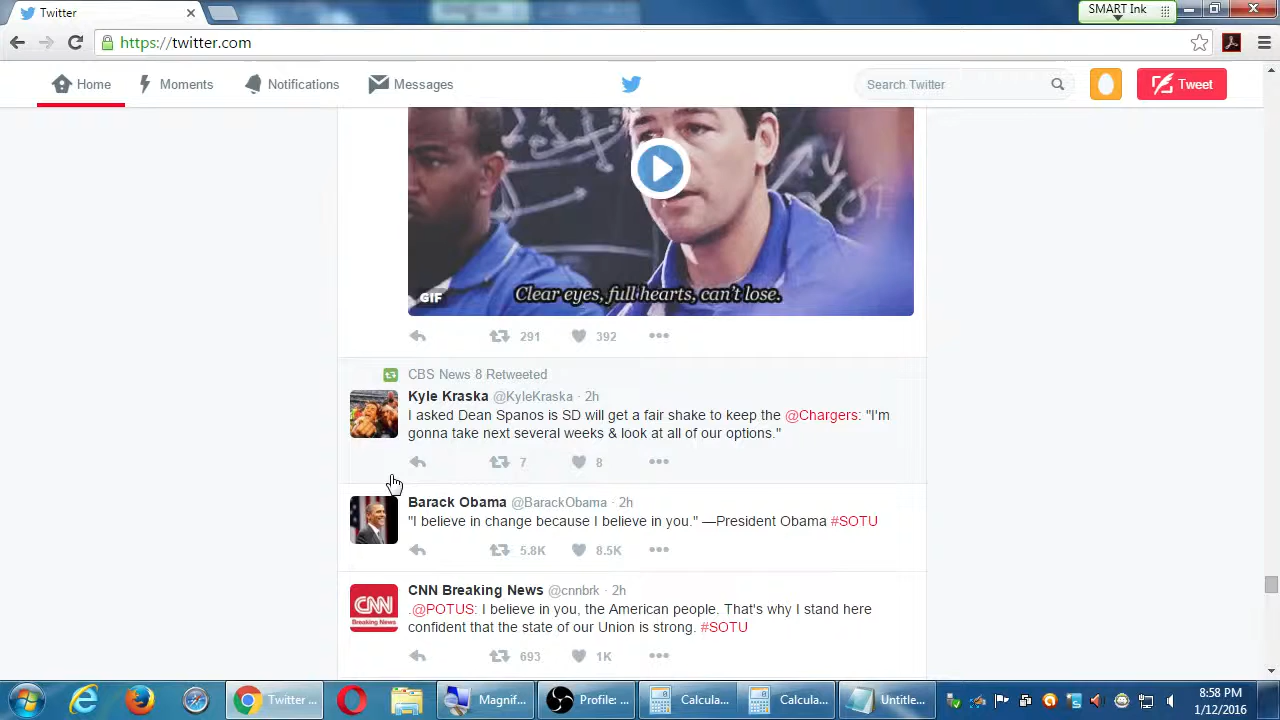 Twitter
SMART Ink
https://twitter.com
Home
Moments
Notifications
Messages
Search Twitter
Tweet
Clear eyes, full hearts, can't lose.
GIF
291
392
CBS News 8 Retweeted
Kyle Kraska @KyleKraska · 2h
I asked Dean Spanos is SD will get a fair shake to keep the @Chargers: "I'm
gonna take next several weeks & look at all of our options."
7
8
Barack Obama @BarackObama · 2h
"I believe in change because I believe in you." —President Obama #SOTU
5.8K
8.5K
CNN Breaking News @cnnbrk · 2h
CNN
Breaking News
.@POTUS: I believe in you, the American people. That's why I stand here
confident that the state of our Union is strong. #SOTU
693
1K
Twitter ...
Magnif...
Profile: ...
Calcula...
Calcula...
Untitle...
8:58 PM
1/12/2016